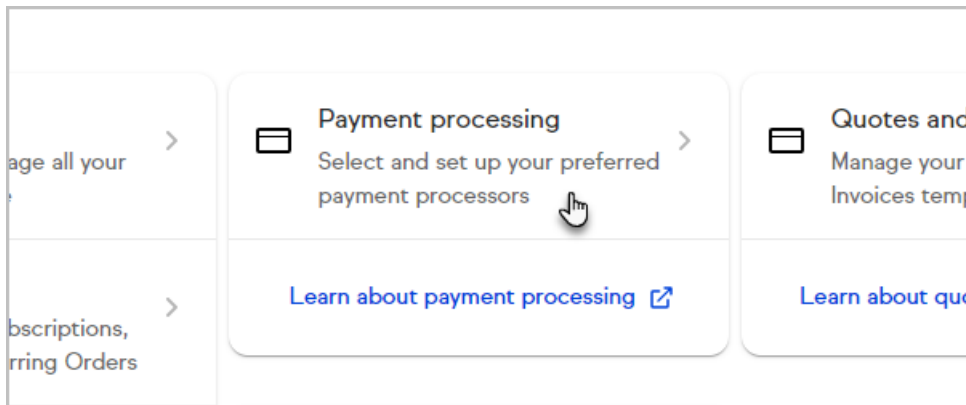 age all your
bscriptions,
rring Orders
Payment processing
Select and set up your preferred
payment processors
Learn about payment processing
Quotes and
Manage your
Invoices temp
Learn about quo